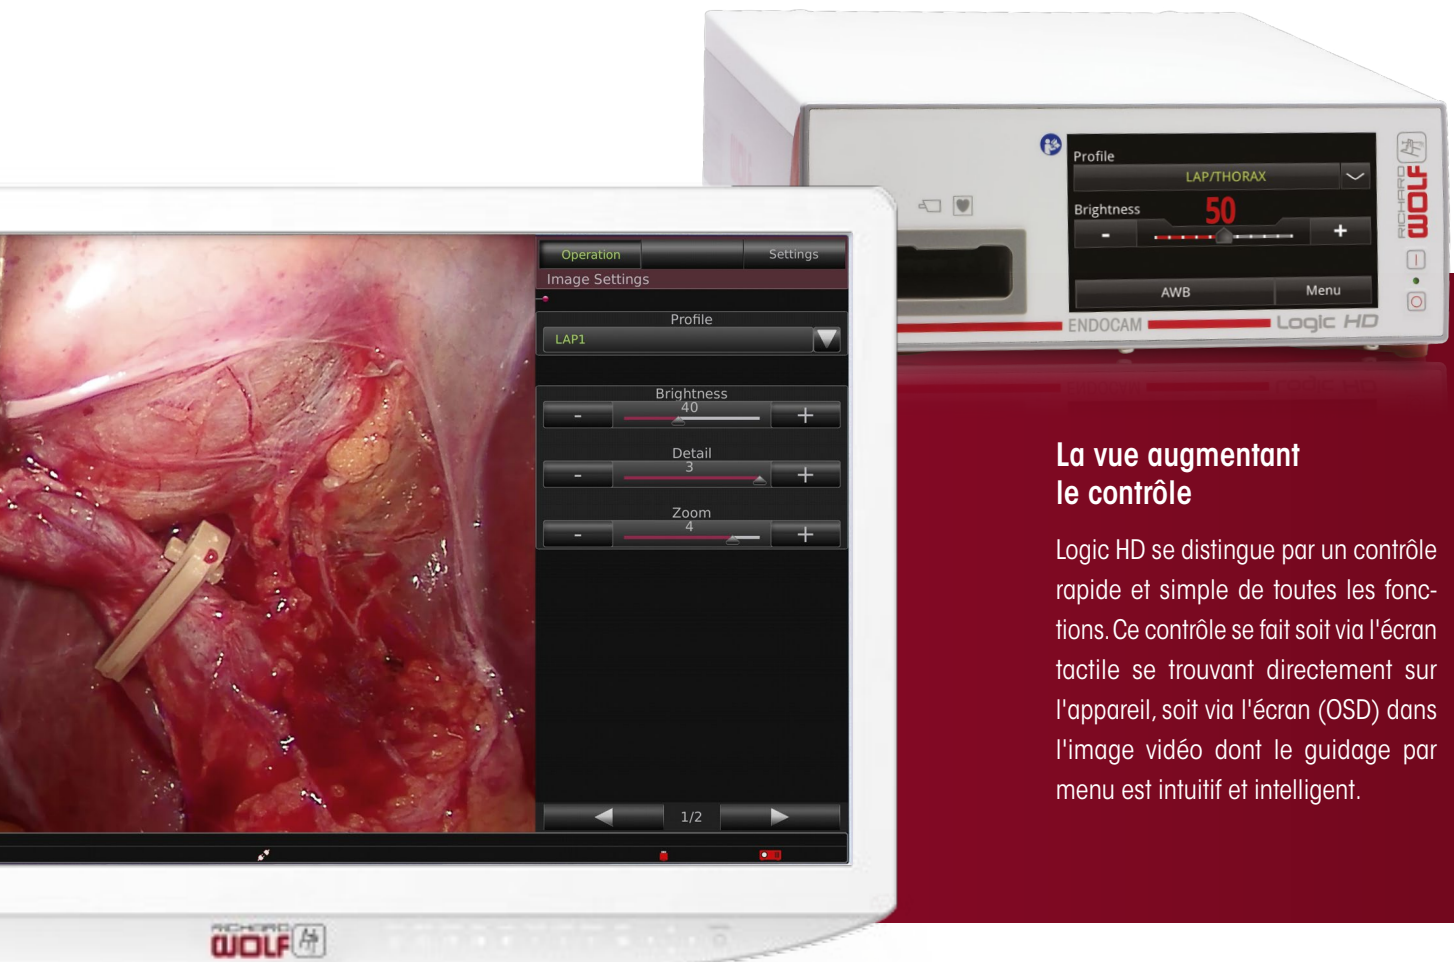 Profile
LAP/THORAX
Brightness
50
-
+
AWB
Menu
ENDOCAM
Logic HD
RICHARD
WOLF
Operation
Settings
Image Settings
Profile
LAP1
Brightness
40
-
+
Detail
3
-
+
Zoom
4
-
+
1/2
RICHARD
WOLF
La vue augmentant
le contrôle
Logic HD se distingue par un contrôle
rapide et simple de toutes les fonc-
tions. Ce contrôle se fait soit via l'écran
tactile se trouvant directement sur
l'appareil, soit via l'écran (OSD) dans
l'image vidéo dont le guidage par
menu est intuitif et intelligent.